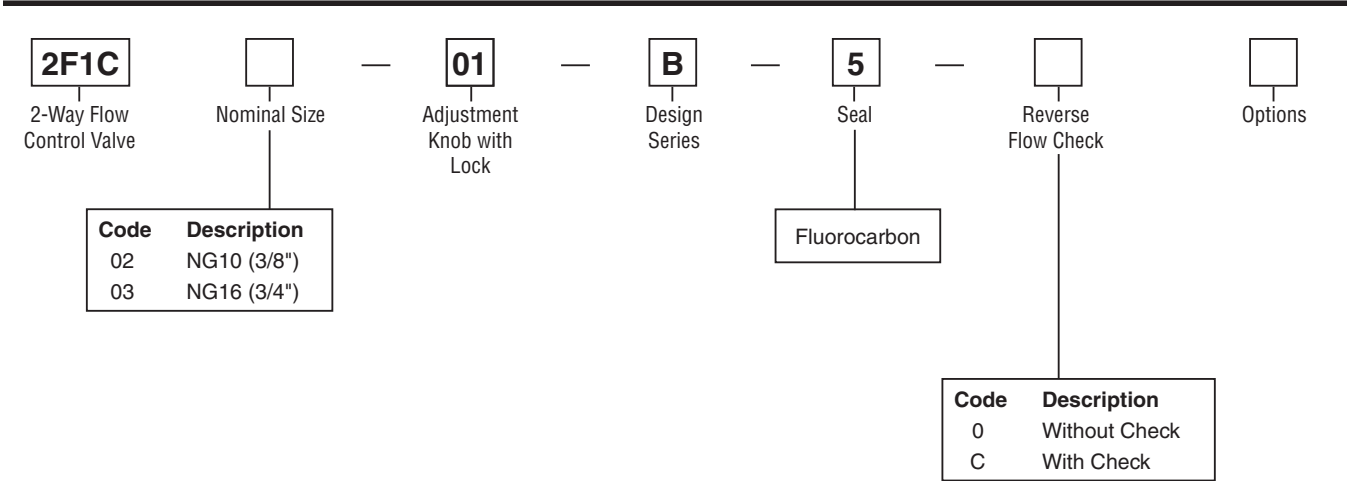 2F1C — 01 — B — 5 —
2-Way Flow
Control Valve
Nominal Size
Adjustment
Knob with
Lock
Design
Series
Seal
Reverse
Flow Check
Options
Code Description
02 NG10 (3/8")
03 NG16 (3/4")
Fluorocarbon
Code Description
0 Without Check
C With Check